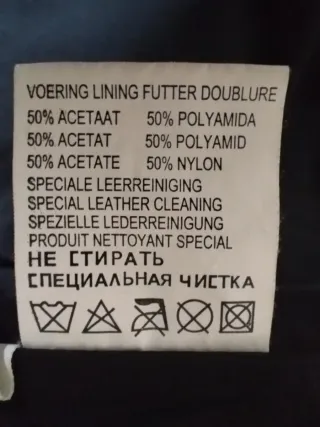 VOERING LINING FUTTER DOUBLURE
50% ACETAAT 50% POLYAMIDA
50% ACETAT 50% POLYAMID
50% ACETATE 50% NYLON
SPECIALE LEERREINIGING
SPECIAL LEATHER CLEANING
SPEZIELLE LEDERREINIGUNG
PRODUIT NETTOYANT SPECIAL
НЕ СТИРАТЬ
СПЕЦИАЛЬНАЯ ЧИСТКА